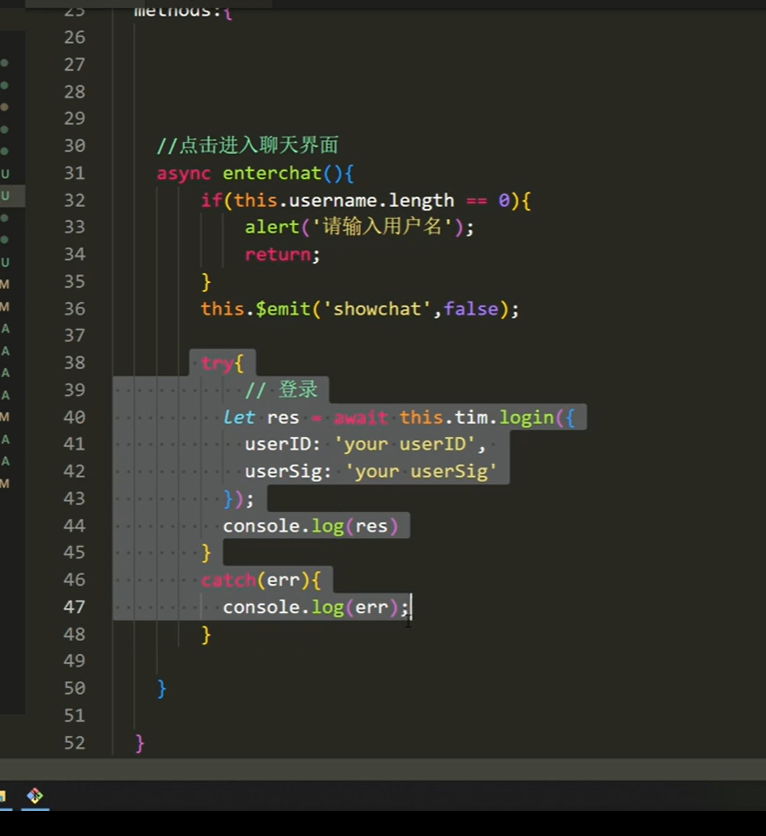 25 methods:{
26
27
28
29
30 //点击进入聊天界面
31 async enterchat(){
32 if(this.username.length == 0){
33 alert('请输入用户名');
34 return;
35 }
36 this.$emit('showchat',false);
37
38 try{
39 // 登录
40 let res = await this.tim.login({
41 userID: 'your userID',
42 userSig: 'your userSig'
43 });
44 console.log(res)
45 }
46 catch(err){
47 console.log(err);
48 }
49
50 }
51
52 }
U
U
U
M
M
A
A
A
A
M
A
A
M